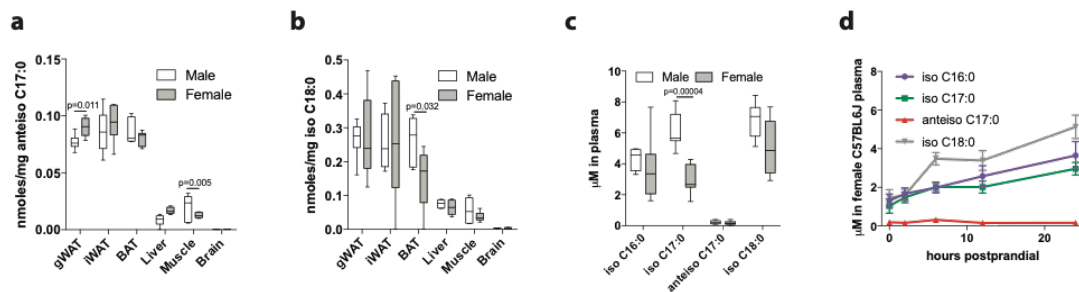 a
nmoles/mg anteiso C17:0
0.15
0.10
0.05
0.00
Male
Female
p=0.011
p=0.005
gWAT
iWAT
BAT
Liver
Muscle
Brain
b
nmoles/mg iso C18:0
0.5
0.4
0.3
0.2
0.1
0.0
Male
Female
p=0.032
gWAT
iWAT
BAT
Liver
Muscle
Brain
c
μM in plasma
10
8
6
4
2
0
Male
Female
p=0.00004
iso C16:0
iso C17:0
anteiso C17:0
iso C18:0
d
μM in female C57BL6J plasma
8
6
4
2
0
iso C16:0
iso C17:0
anteiso C17:0
iso C18:0
0
10
20
hours postprandial